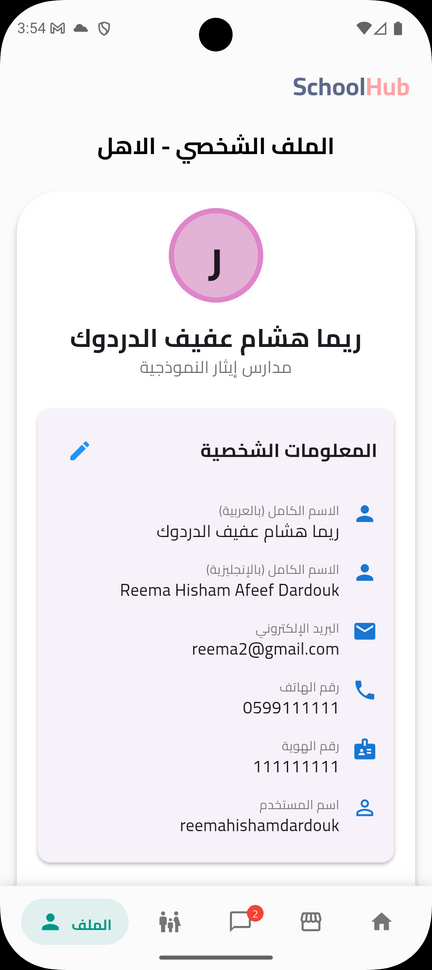 3:54
SchoolHub
الملف الشخصي - الاهل
ر
ريما هشام عفيف الدردوك
مدارس إيثار النموذجية
المعلومات الشخصية
الاسم الكامل (بالعربية)
ريما هشام عفيف الدردوك
الاسم الكامل (بالإنجليزية)
Reema Hisham Afeef Dardouk
البريد الإلكتروني
reema2@gmail.com
رقم الهاتف
0599111111
رقم الهوية
111111111
اسم المستخدم
reemahishamdardouk
2
الملف